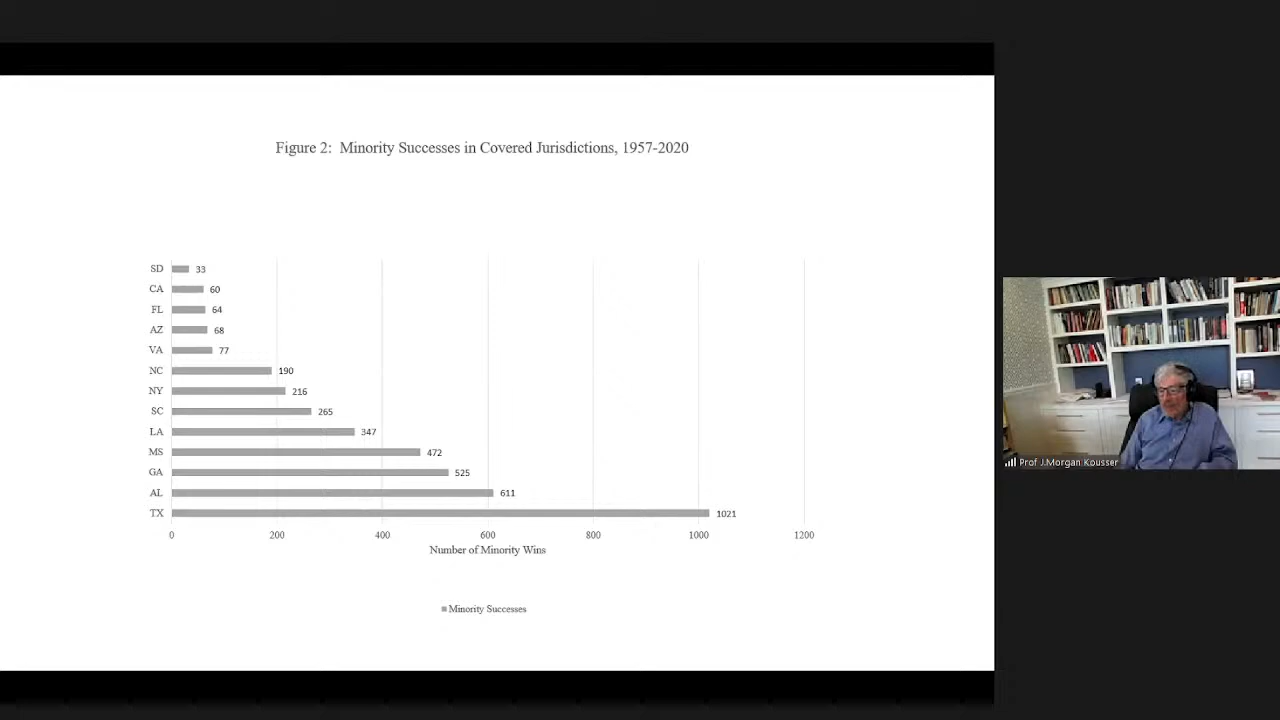 Figure 2: Minority Successes in Covered Jurisdictions, 1957-2020
SD 33
CA 60
FL 64
AZ 68
VA 77
NC 190
NY 216
SC 265
LA 347
MS 472
GA 525
AL 611
TX 1021
0 200 400 600 800 1000 1200
Number of Minority Wins
Minority Successes
Prof J.Morgan Kousser